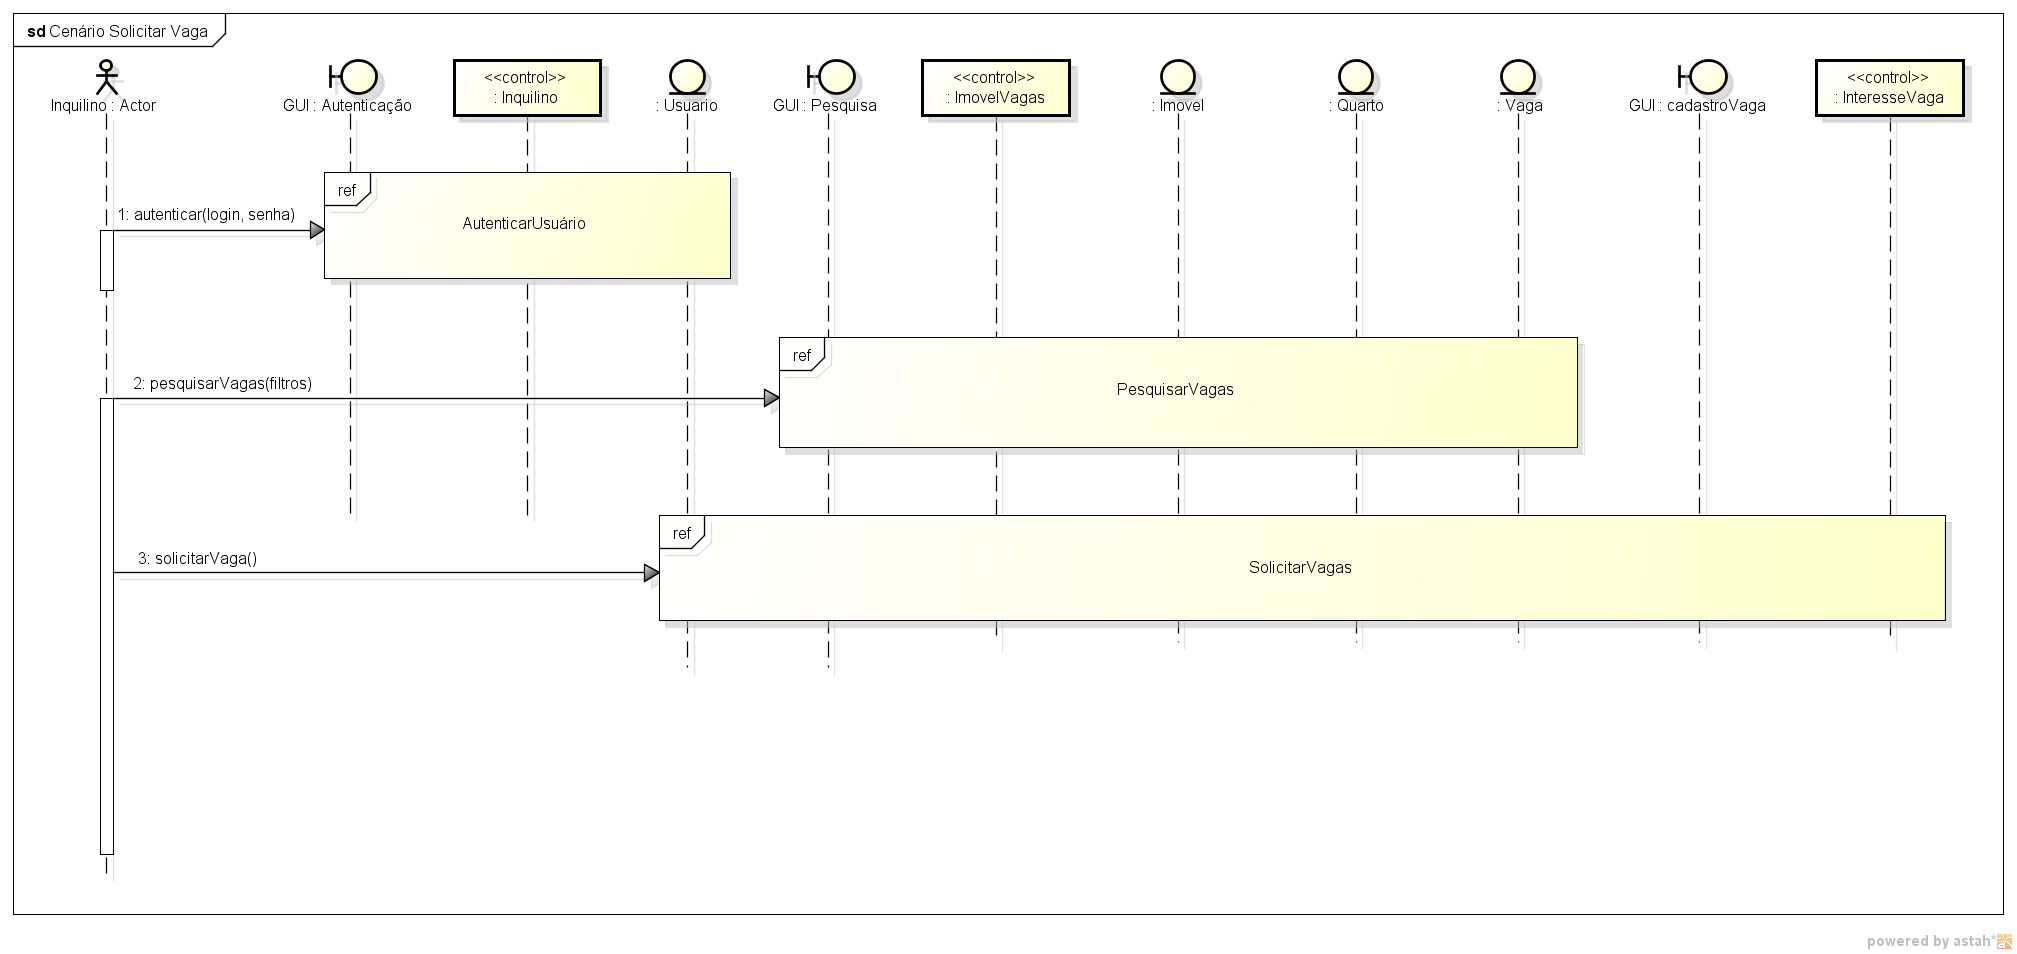 sd Cenário Solicitar Vaga
Inquilino : Actor
GUI : Autenticação
<<control>>
: Inquilino
: Usuario
GUI : Pesquisa
<<control>>
: ImovelVagas
: Imovel
: Quarto
: Vaga
GUI : cadastroVaga
<<control>>
: InteresseVaga
ref
1: autenticar(login, senha)
AutenticarUsuário
ref
2: pesquisarVagas(filtros)
PesquisarVagas
ref
3: solicitarVaga()
SolicitarVagas
powered by astah*